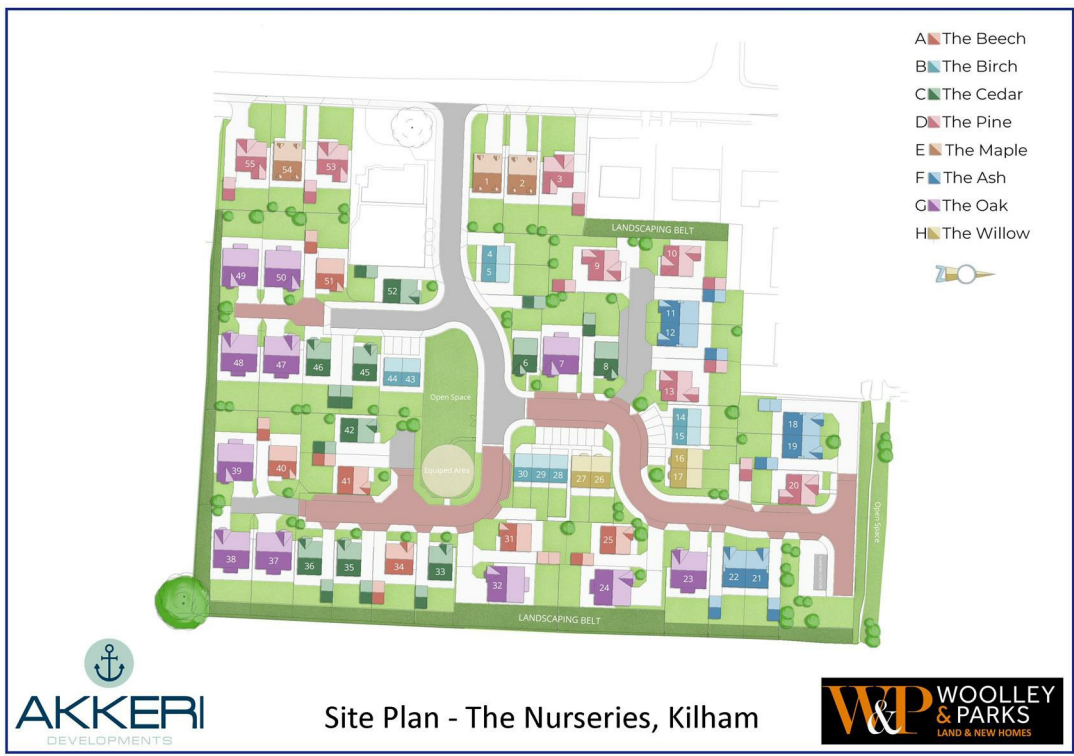 A The Beech
B The Birch
C The Cedar
D The Pine
E The Maple
F The Ash
G The Oak
H The Willow
55
54
53
1
2
3
LANDSCAPING BELT
49
50
51
52
4
5
9
10
11
12
48
47
46
45
44 43
6
7
8
13
Open Space
42
14
15
18
19
39
40
41
Equiped Area
30 29 28
27 26
16
17
20
Open Space
38
37
36
35
34
33
31
25
32
24
23
22 21
LANDSCAPING BELT
AKKERI
DEVELOPMENTS
Site Plan - The Nurseries, Kilham
W&P WOOLLEY
& PARKS
LAND & NEW HOMES